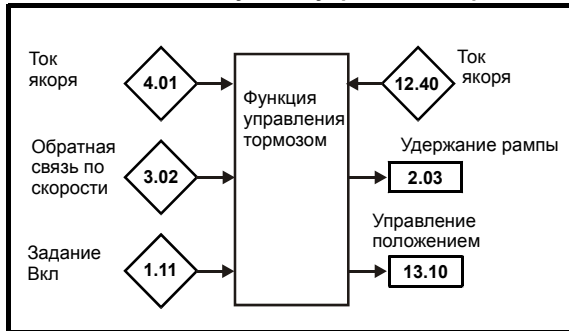 Ток
якоря
4.01
Обратная
связь по
скорости
3.02
Задание
Вкл
1.11
Функция
управления
тормозом
12.40
Ток
якоря
Удержание рампы
2.03
Управление
положением
13.10